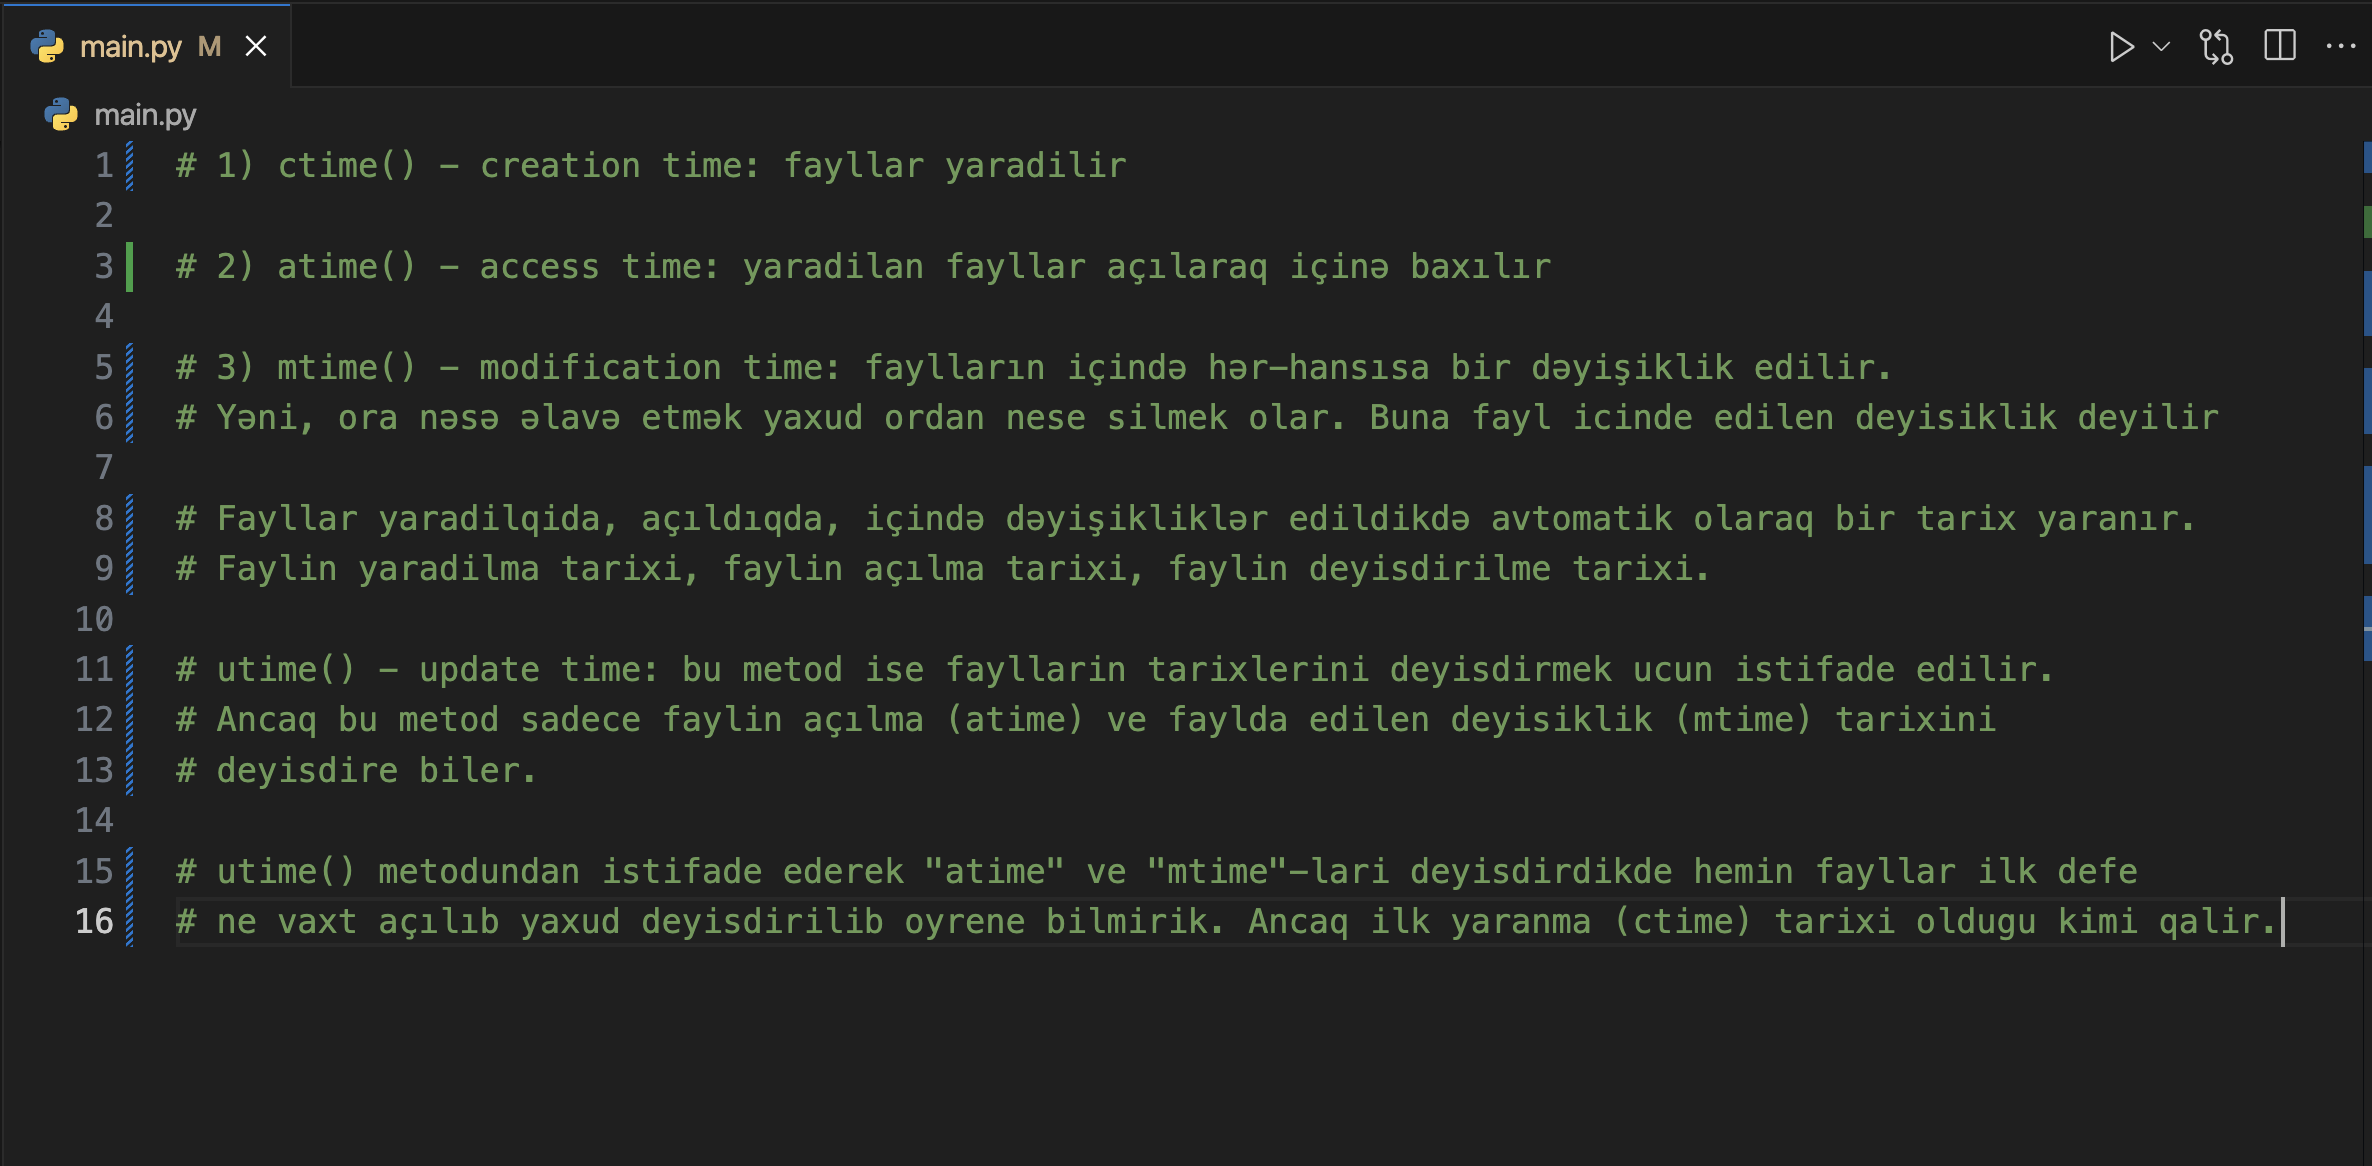 main.py M
main.py
1 # 1) ctime() - creation time: fayllar yaradilir
2
3 # 2) atime() - access time: yaradilan fayllar açılaraq içinə baxılır
4
5 # 3) mtime() - modification time: faylların içində hər-hansısa bir dəyişiklik edilir.
6 # Yəni, ora nəsə əlavə etmək yaxud ordan nese silmek olar. Buna fayl icinde edilen deyisiklik deyilir
7
8 # Fayllar yaradilqida, açıldıqda, içində dəyişikliklər edildikdə avtomatik olaraq bir tarix yaranır.
9 # Faylin yaradilma tarixi, faylin açılma tarixi, faylin deyisdirilme tarixi.
10
11 # utime() - update time: bu metod ise fayllarin tarixlerini deyisdirmek ucun istifade edilir.
12 # Ancaq bu metod sadece faylin açılma (atime) ve faylda edilen deyisiklik (mtime) tarixini
13 # deyisdire biler.
14
15 # utime() metodundan istifade ederek "atime" ve "mtime"-lari deyisdirdikde hemin fayllar ilk defe
16 # ne vaxt açılıb yaxud deyisdirilib oyrene bilmirik. Ancaq ilk yaranma (ctime) tarixi oldugu kimi qalir.